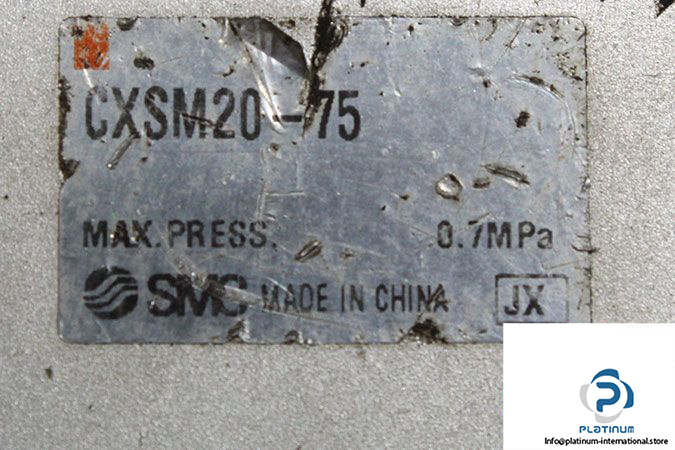 CXSM20-75
MAX.PRESS. 0.7MPa
SMC MADE IN CHINA JX
PLATINUM
Info@platinum-international.store